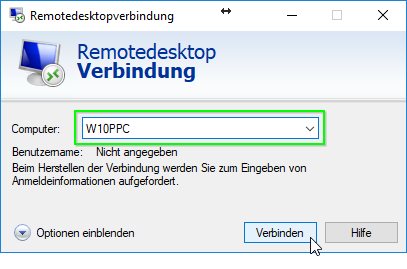 Remotedesktopverbindung
Remotedesktop
Verbindung
Computer: W10PPC
Benutzername: Nicht angegeben
Beim Herstellen der Verbindung werden Sie zum Eingeben von
Anmeldeinformationen aufgefordert.
Optionen einblenden Verbinden Hilfe